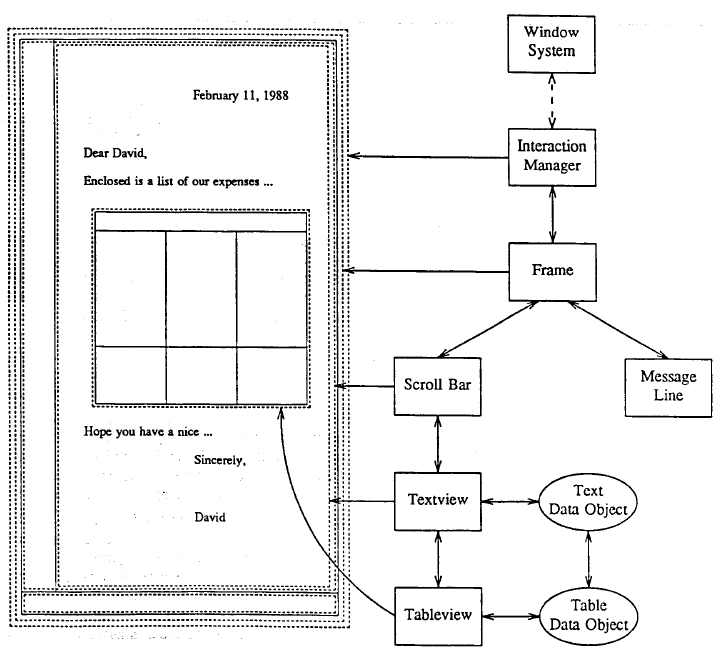 February 11, 1988
Dear David,
Enclosed is a list of our expenses ...
Hope you have a nice ...
Sincerely,
David
Window
System
Interaction
Manager
Frame
Scroll Bar
Message
Line
Textview
Text
Data Object
Tableview
Table
Data Object